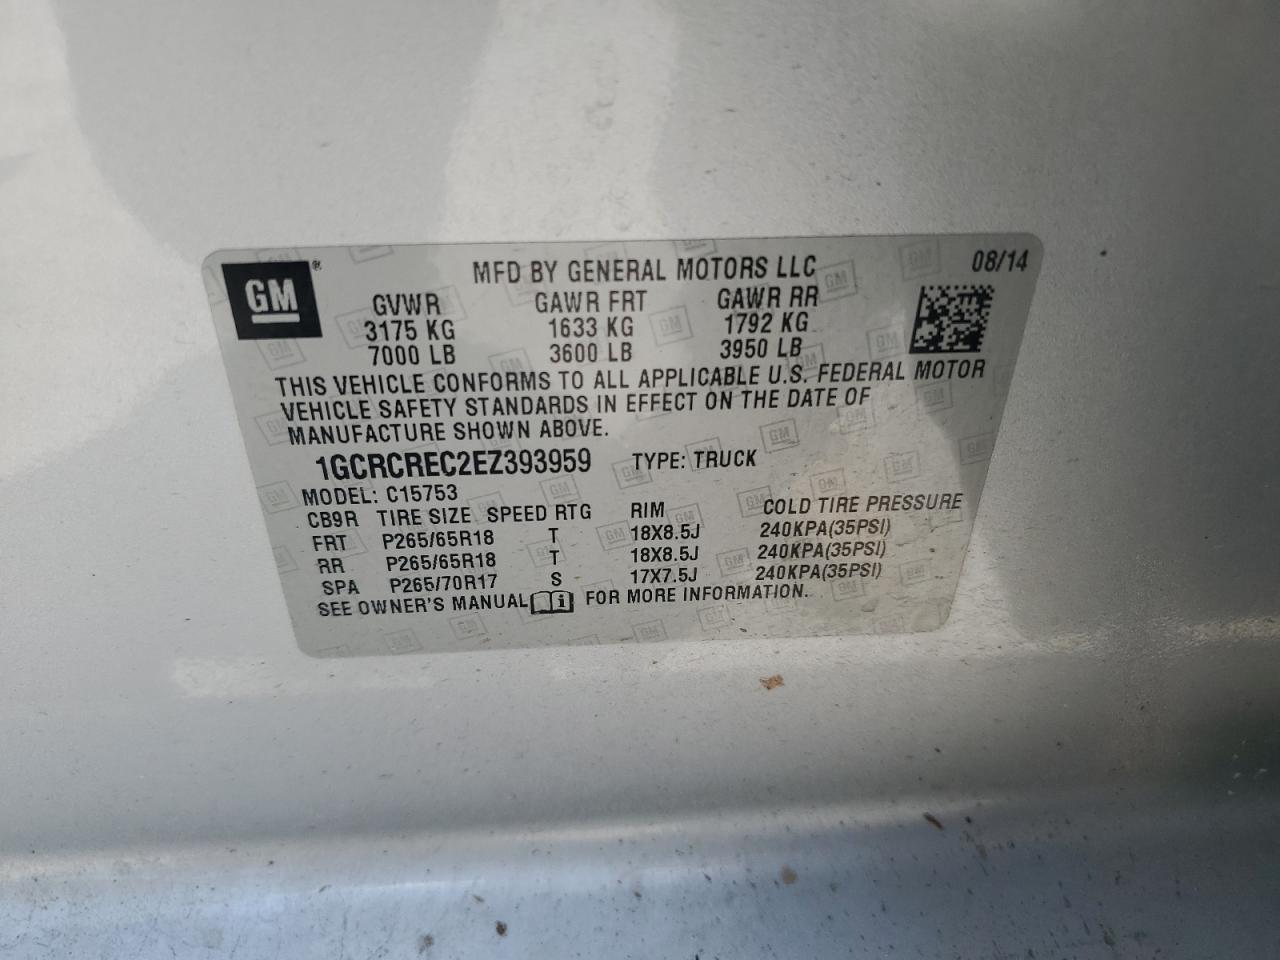 GM® MFD BY GENERAL MOTORS LLC 08/14
GVWR GAWR FRT GAWR RR
3175 KG 1633 KG 1792 KG
7000 LB 3600 LB 3950 LB
THIS VEHICLE CONFORMS TO ALL APPLICABLE U.S. FEDERAL MOTOR
VEHICLE SAFETY STANDARDS IN EFFECT ON THE DATE OF
MANUFACTURE SHOWN ABOVE.
1GCRCREC2EZ393959 TYPE: TRUCK
MODEL: C15753
CB9R TIRE SIZE SPEED RTG RIM COLD TIRE PRESSURE
FRT P265/65R18 T 18X8.5J 240KPA(35PSI)
RR P265/65R18 T 18X8.5J 240KPA(35PSI)
SPA P265/70R17 S 17X7.5J 240KPA(35PSI)
SEE OWNER'S MANUAL i FOR MORE INFORMATION.